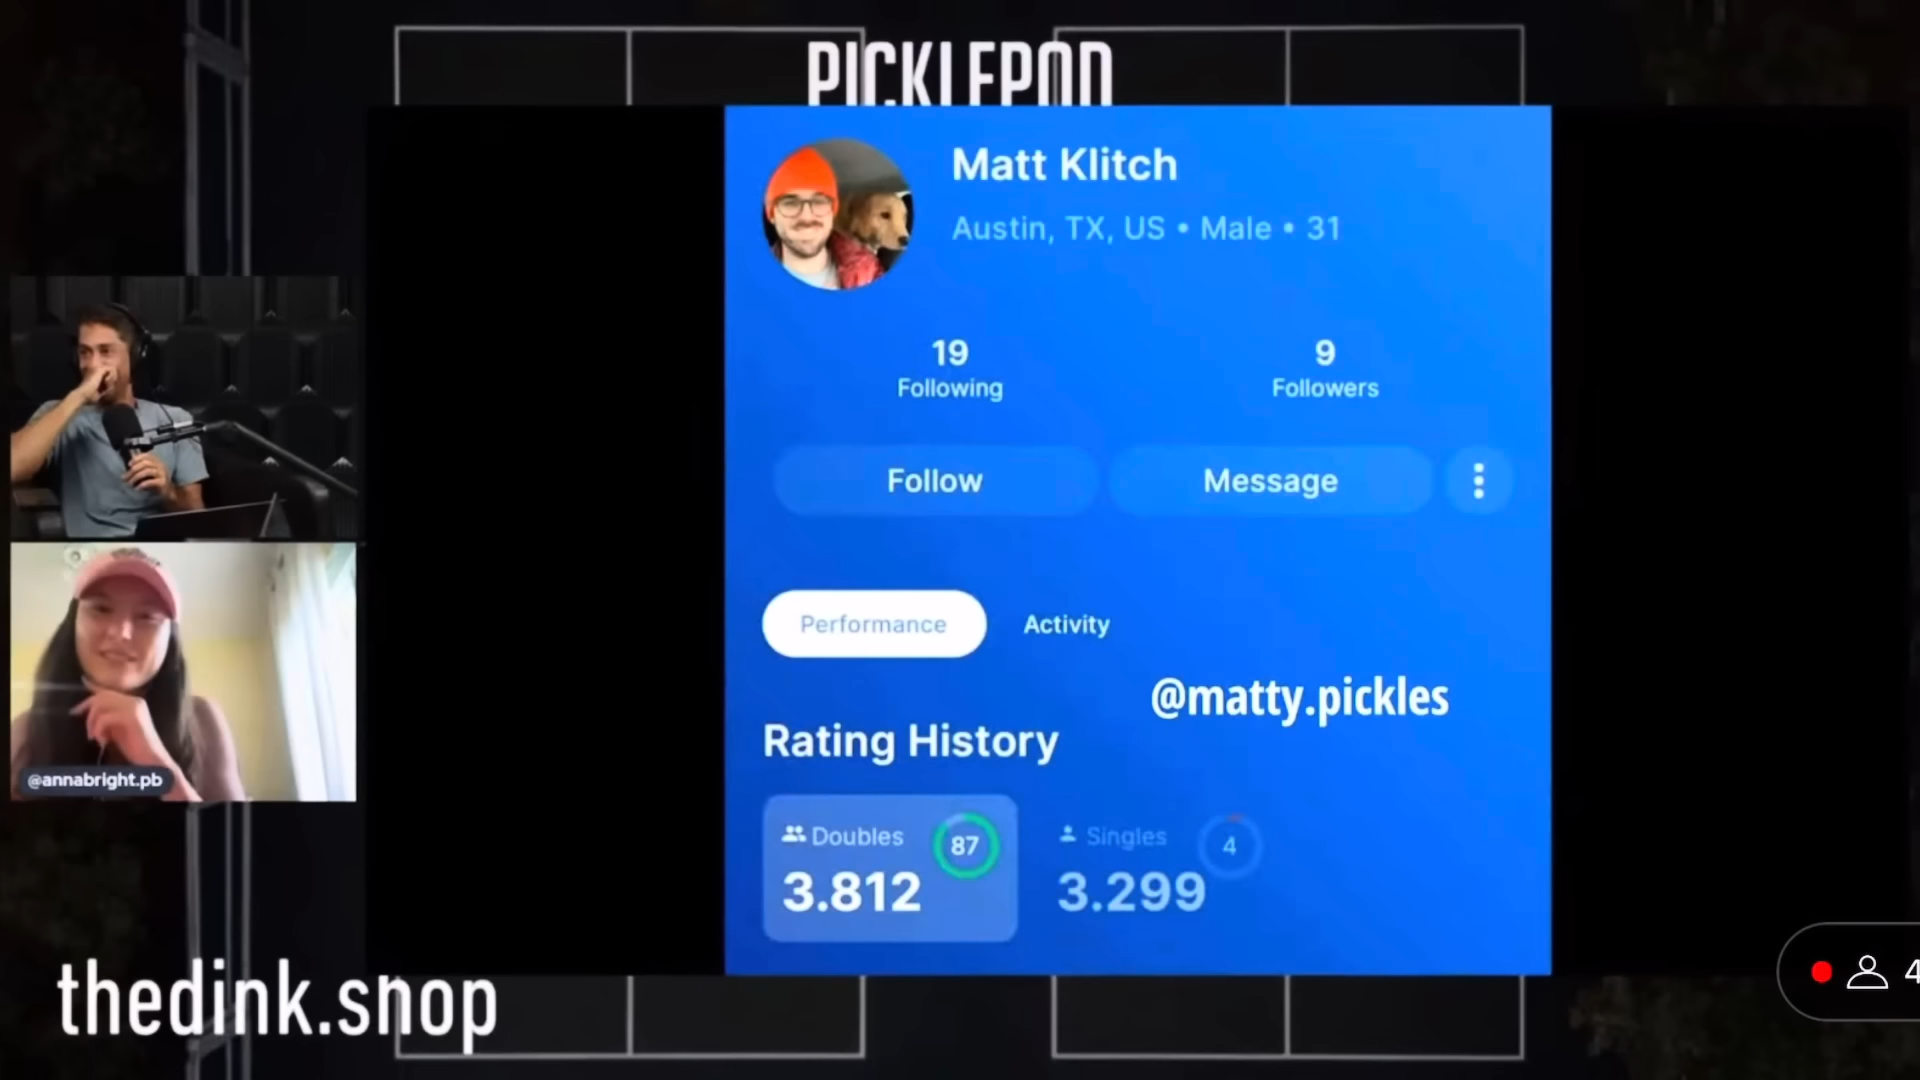 PICKLEPOD
Matt Klitch
Austin, TX, US • Male • 31
19
Following
9
Followers
Follow
Message
Performance
Activity
@matty.pickles
Rating History
Doubles
87
3.812
Singles
4
3.299
@annabright.pb
thedink.shop
4